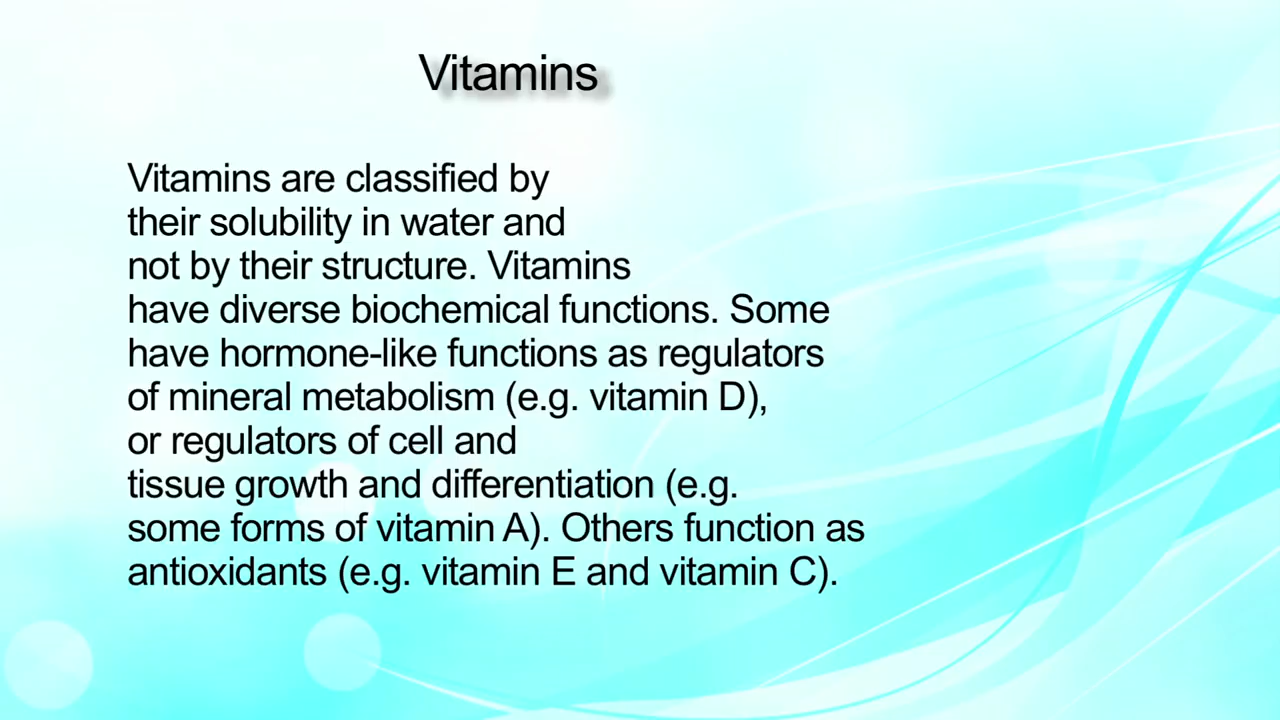 Vitamins
Vitamins are classified by
their solubility in water and
not by their structure. Vitamins
have diverse biochemical functions. Some
have hormone-like functions as regulators
of mineral metabolism (e.g. vitamin D),
or regulators of cell and
tissue growth and differentiation (e.g.
some forms of vitamin A). Others function as
antioxidants (e.g. vitamin E and vitamin C).